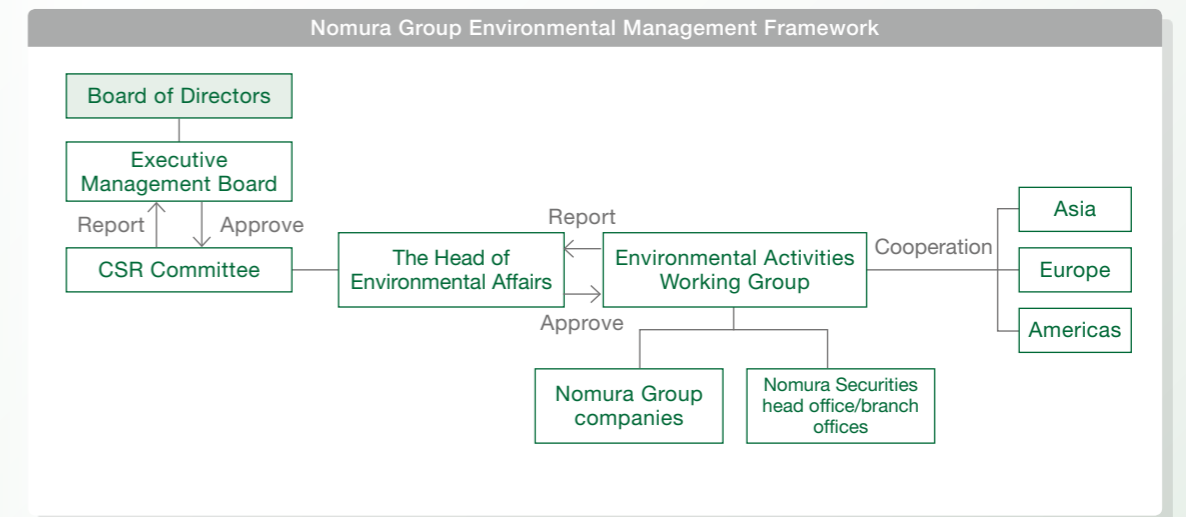 Nomura Group Environmental Management Framework
Board of Directors
Executive
Management Board
Report
Approve
CSR Committee
The Head of
Environmental Affairs
Report
Approve
Environmental Activities
Working Group
Cooperation
Asia
Europe
Americas
Nomura Group
companies
Nomura Securities
head office/branch
offices